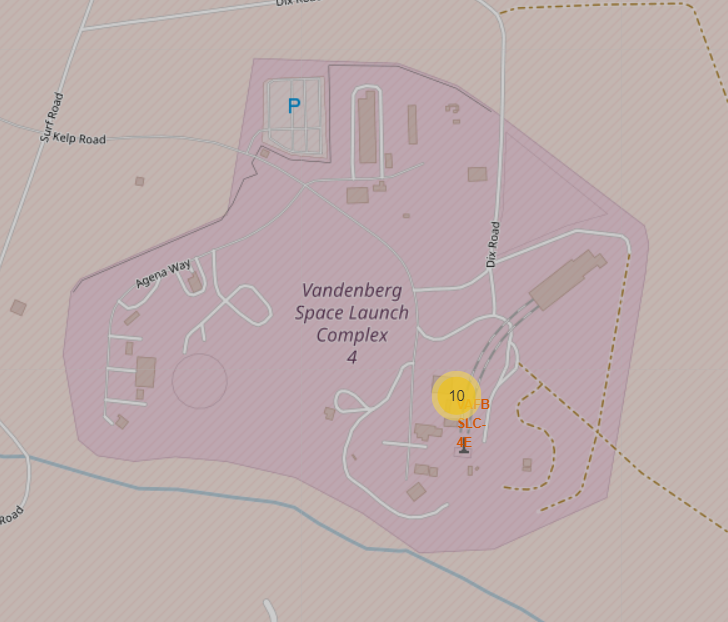 Dix Road
Surf Road
Kelp Road
P
Dix Road
Agena Way
Vandenberg
Space Launch
Complex
4
10
AFB
SLC-
4E
Road